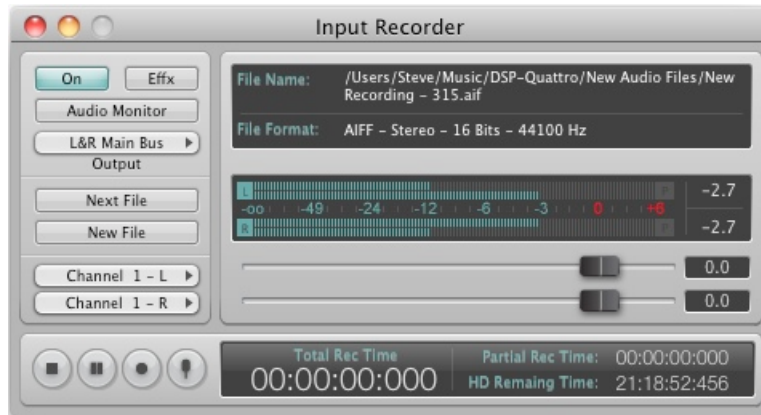 Input Recorder
On
Effx
Audio Monitor
L&R Main Bus
Output
Next File
New File
Channel 1 - L
Channel 1 - R
File Name: /Users/Steve/Music/DSP-Quattro/New Audio Files/New
Recording - 315.aif
File Format: AIFF - Stereo - 16 Bits - 44100 Hz
L P -2.7
-oo -49 -24 -12 -6 -3 0 +6
R P -2.7
0.0
0.0
Total Rec Time
00:00:00:000
Partial Rec Time: 00:00:00:000
HD Remaing Time: 21:18:52:456